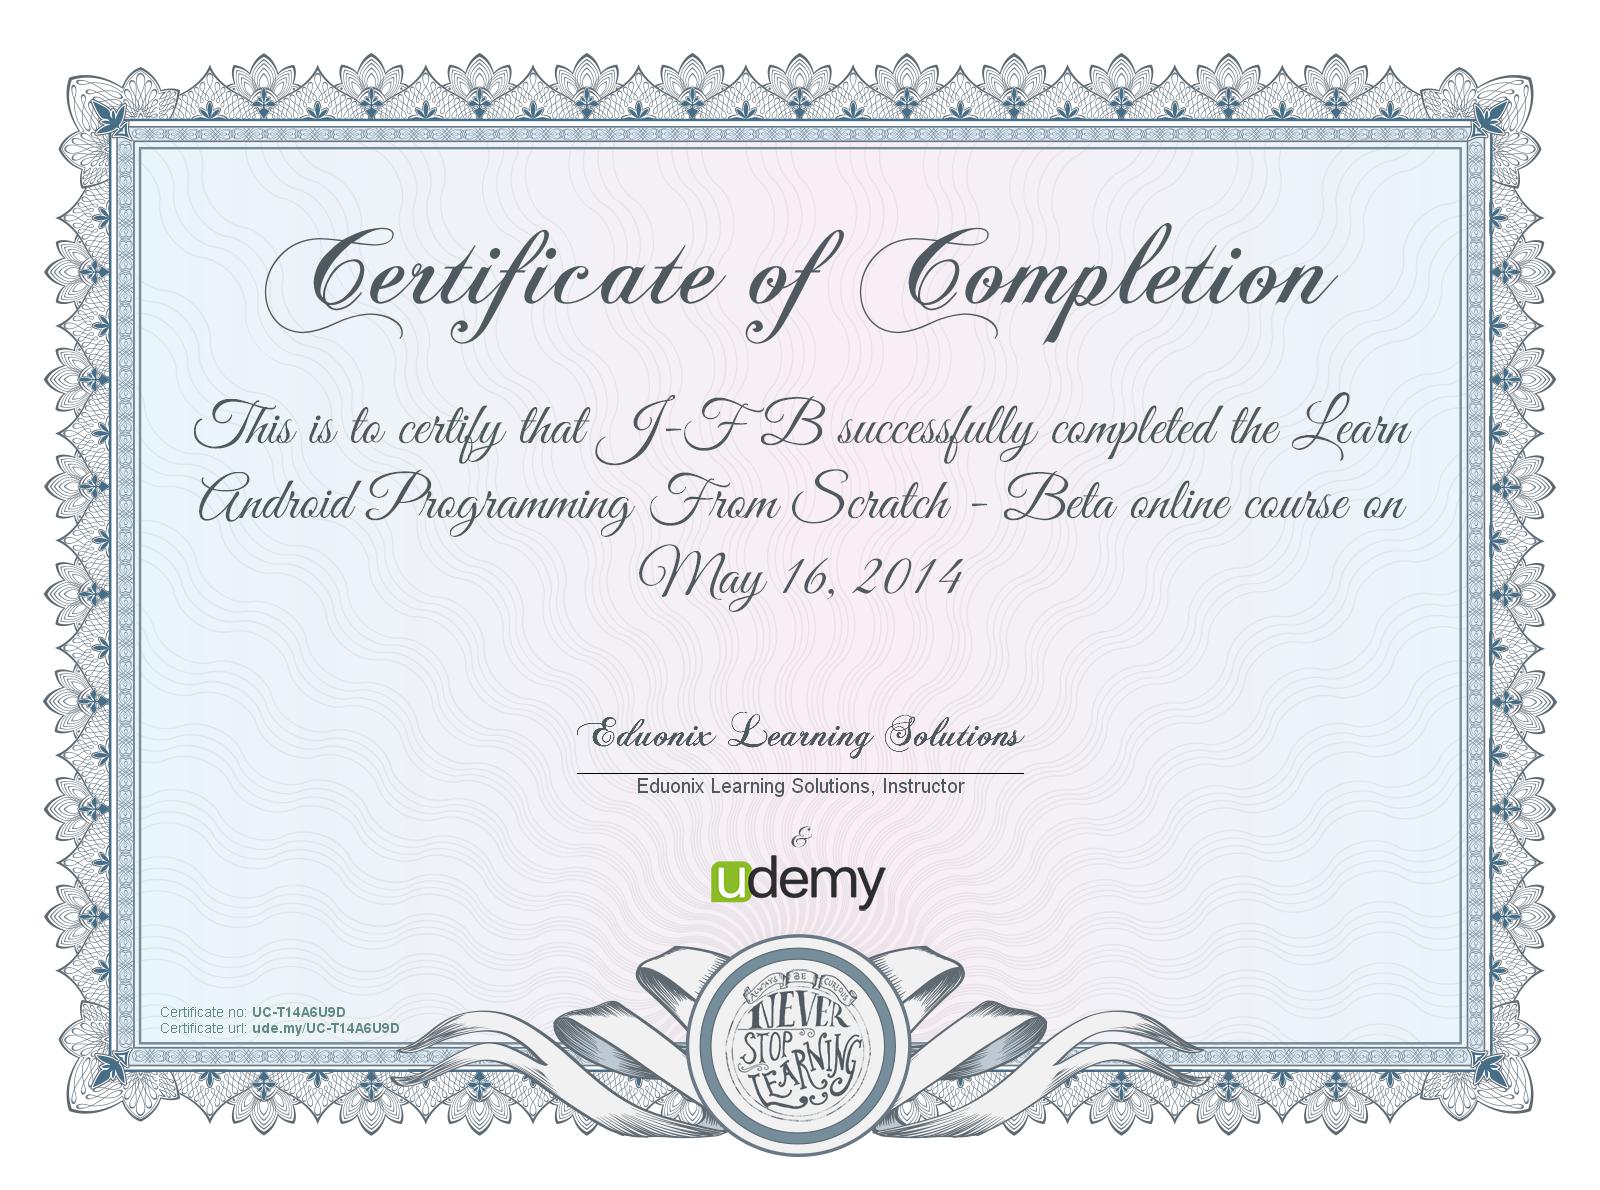 Certificate of Completion
This is to certify that J-F B successfully completed the Learn
Android Programming From Scratch - Beta online course on
May 16, 2014
Eduonix Learning Solutions
Eduonix Learning Solutions, Instructor
&
udemy
Certificate no: UC-T14A6U9D
Certificate url: ude.my/UC-T14A6U9D
ALWAYS BE CURIOUS
NEVER
STOP
LEARNING